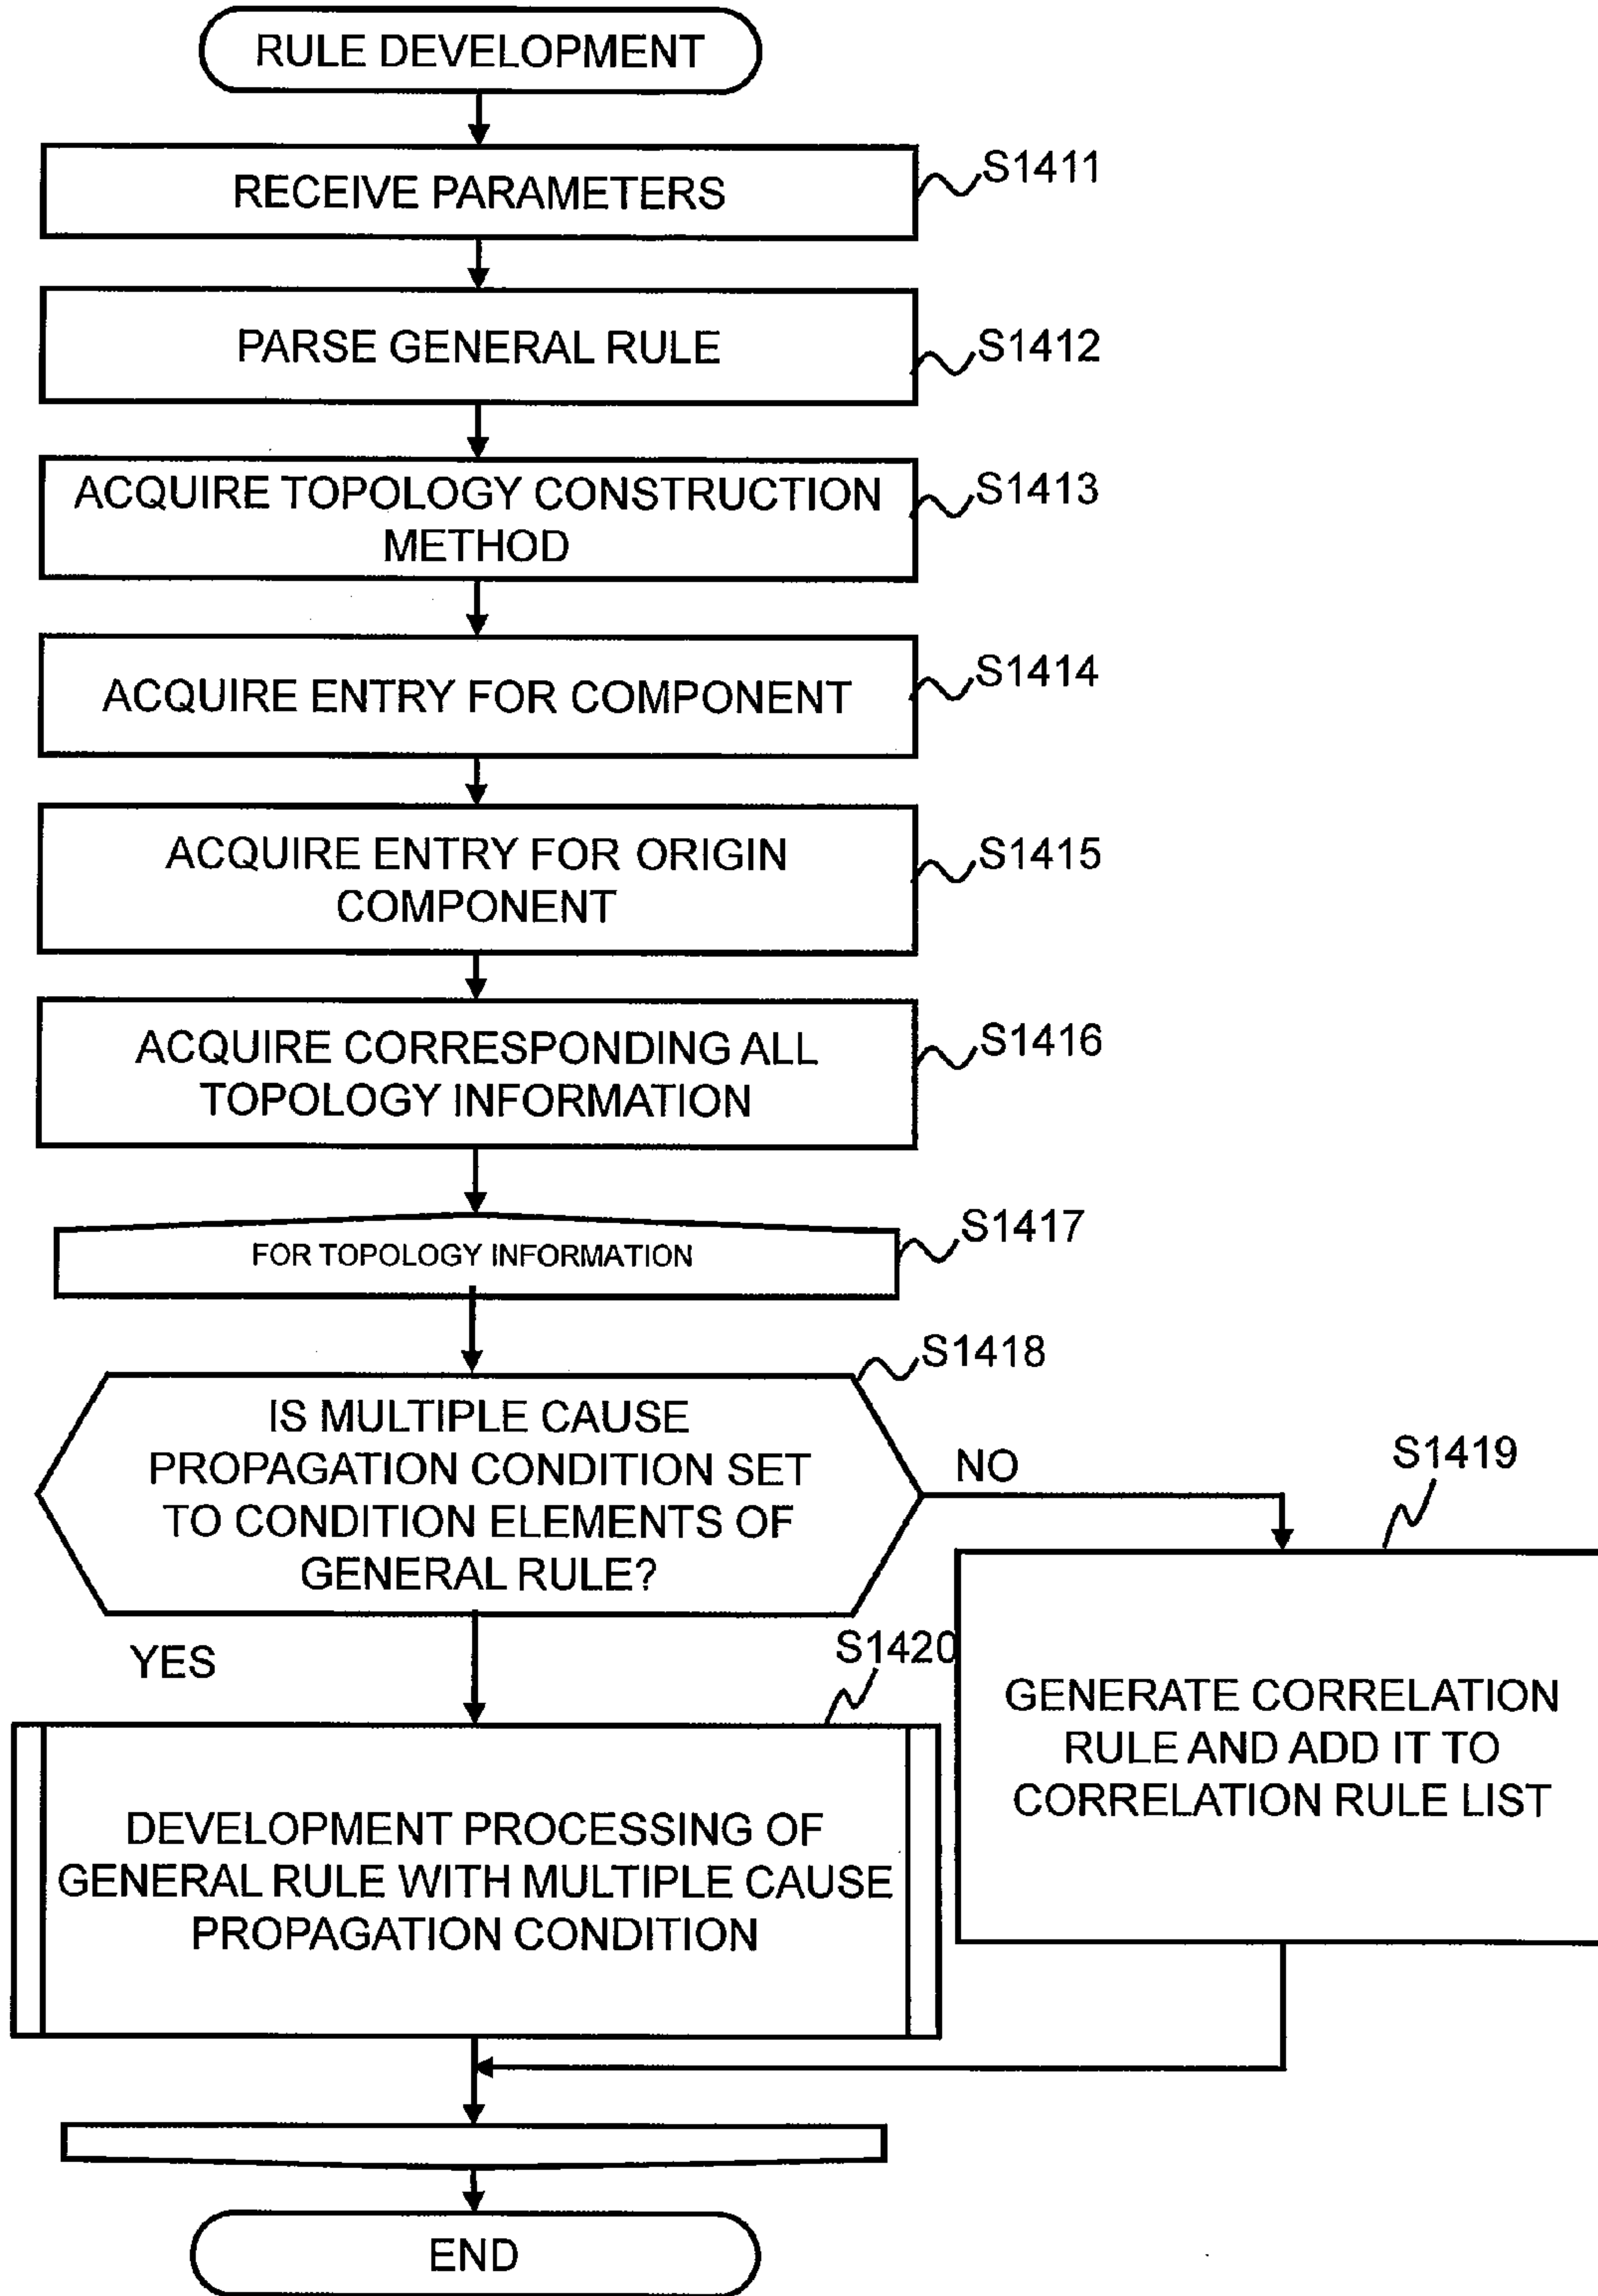 RULE DEVELOPMENT
RECEIVE PARAMETERS
S1411
PARSE GENERAL RULE
S1412
ACQUIRE TOPOLOGY CONSTRUCTION
METHOD
S1413
ACQUIRE ENTRY FOR COMPONENT
S1414
ACQUIRE ENTRY FOR ORIGIN
COMPONENT
S1415
ACQUIRE CORRESPONDING ALL
TOPOLOGY INFORMATION
S1416
FOR TOPOLOGY INFORMATION
S1417
S1418
IS MULTIPLE CAUSE
PROPAGATION CONDITION SET
TO CONDITION ELEMENTS OF
GENERAL RULE?
NO
S1419
YES
S1420
GENERATE CORRELATION
RULE AND ADD IT TO
CORRELATION RULE LIST
DEVELOPMENT PROCESSING OF
GENERAL RULE WITH MULTIPLE CAUSE
PROPAGATION CONDITION
END